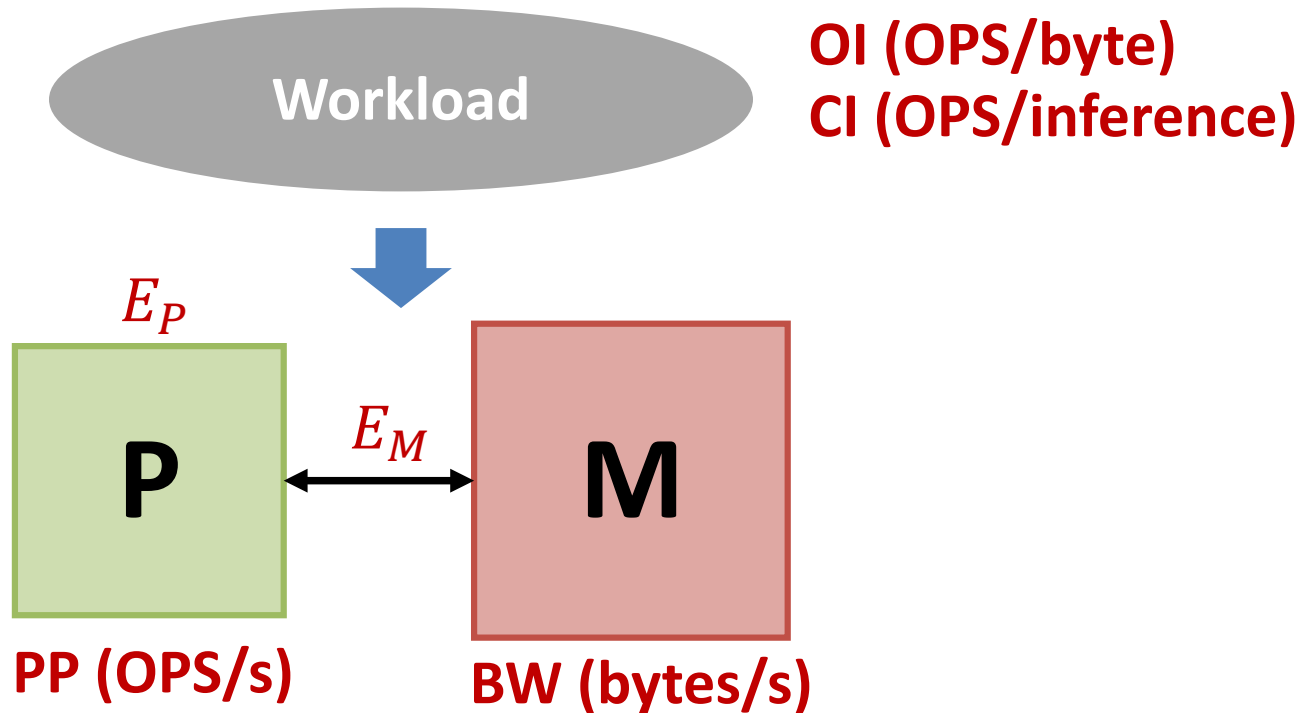 OI (OPS/byte)
CI (OPS/inference)
Workload
E_P
E_M
P
M
PP (OPS/s)
BW (bytes/s)